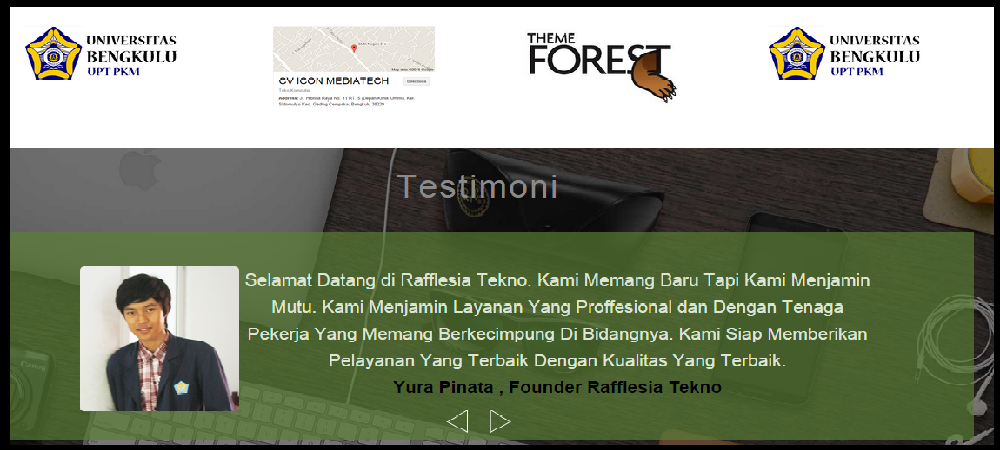 UNIVERSITAS
BENGKULU
UPT PKM
CV ICON MEDIATECH
THEME
FOREST
UNIVERSITAS
BENGKULU
UPT PKM
Testimoni
Selamat Datang di Rafflesia Tekno. Kami Memang Baru Tapi Kami Menjamin
Mutu. Kami Menjamin Layanan Yang Proffesional dan Dengan Tenaga
Pekerja Yang Memang Berkecimpung Di Bidangnya. Kami Siap Memberikan
Pelayanan Yang Terbaik Dengan Kualitas Yang Terbaik.
Yura Pinata , Founder Rafflesia Tekno